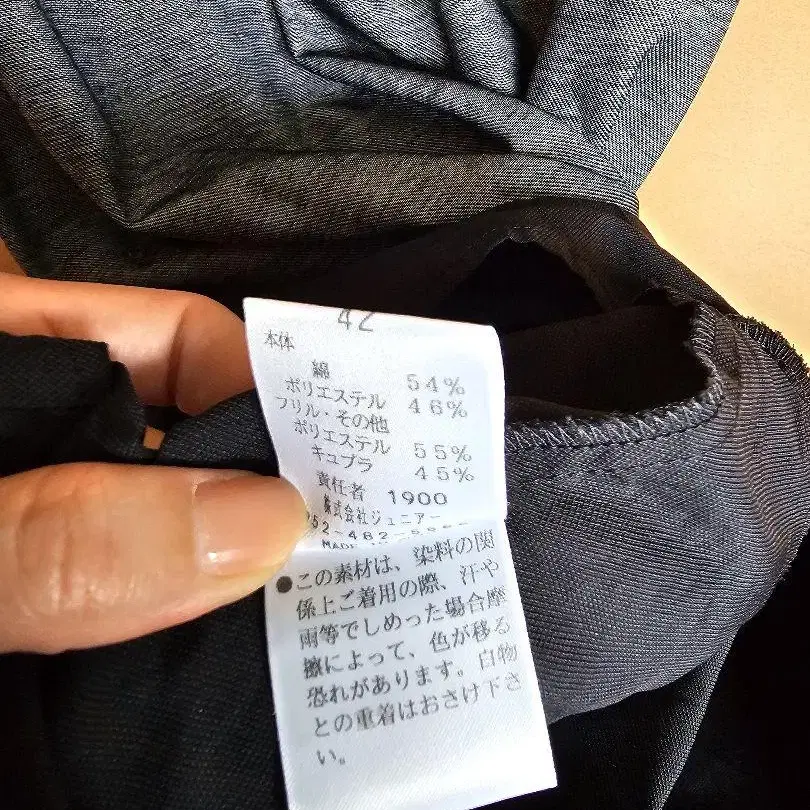 42
本体
綿 54%
ポリエステル 46%
フリル・その他
ポリエステル 55%
キュプラ 45%
責任者 1900
株式会社ジュニアー
52-462-
MADE
●この素材は、染料の関
係上ご着用の際、汗や
雨等でしめった場合摩
擦によって、色が移る
恐れがあります。白物
との重着はおさけ下さ
い。